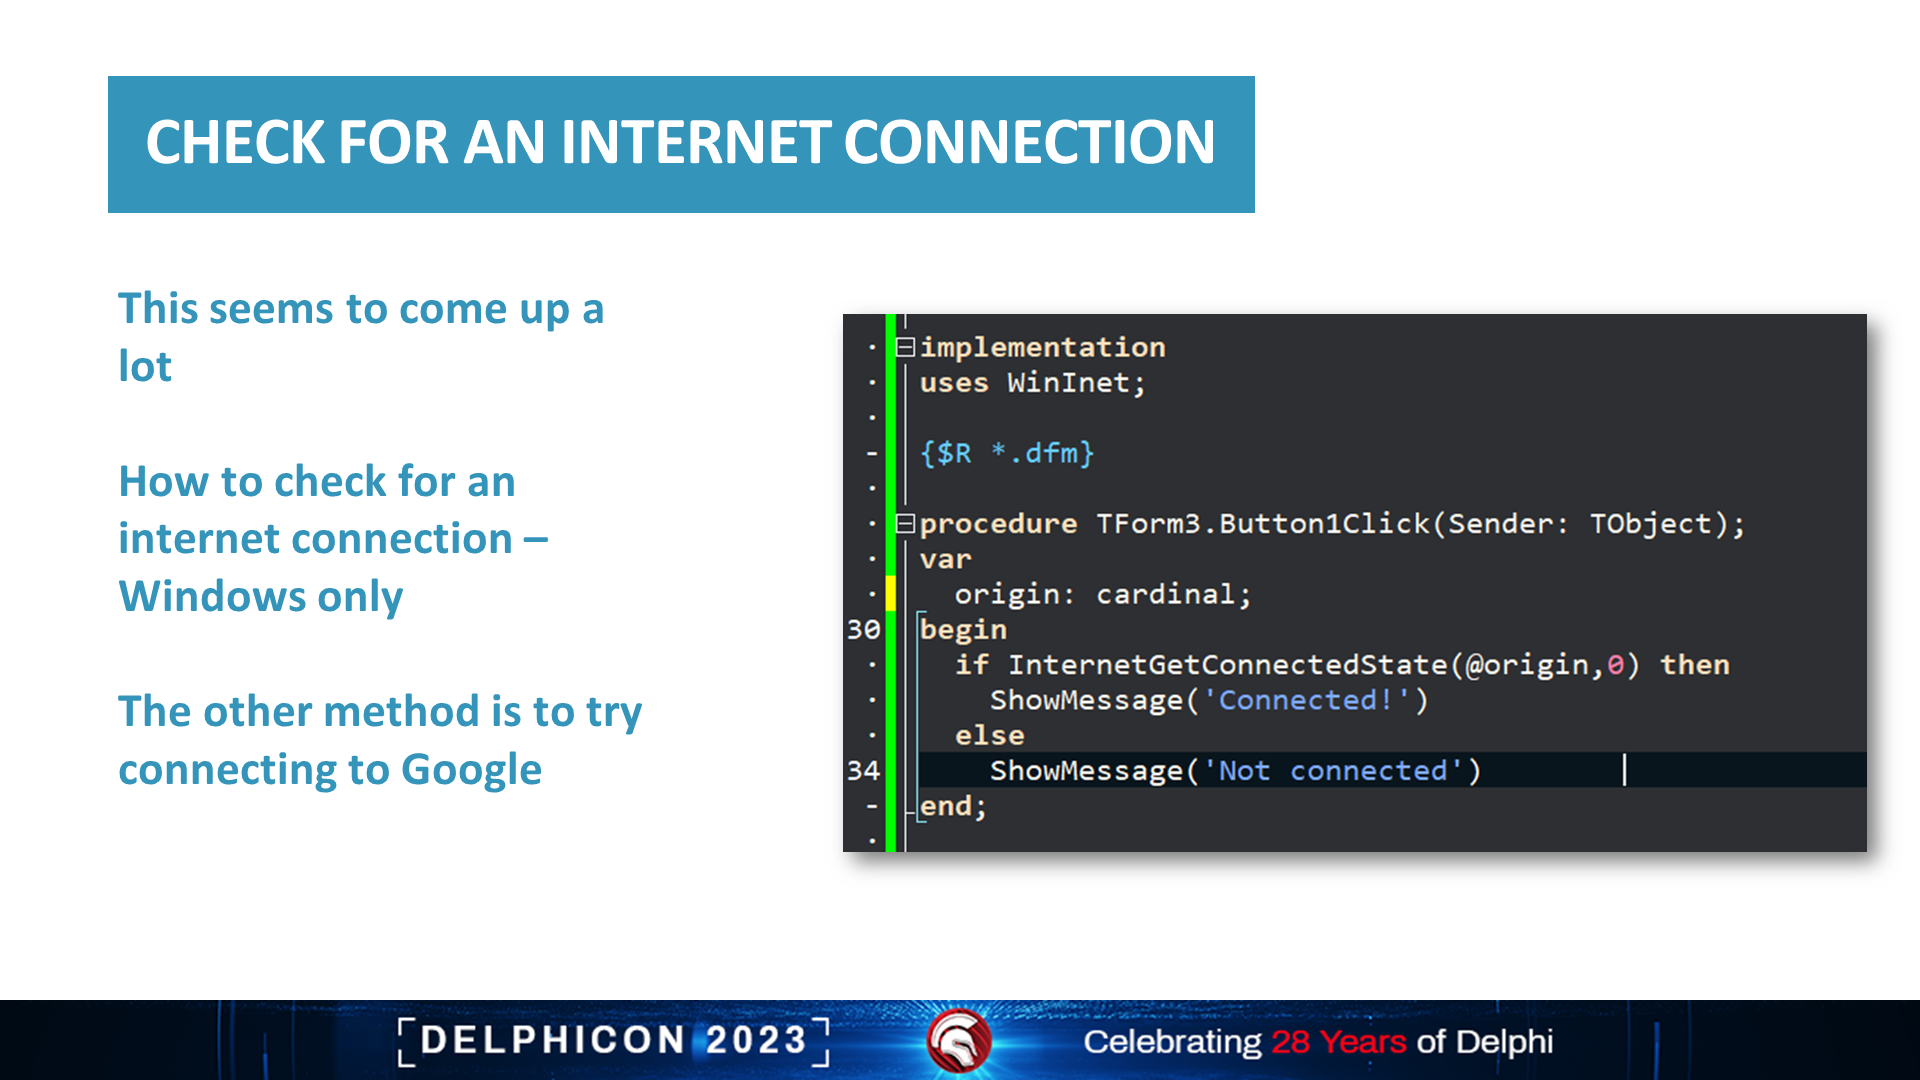 CHECK FOR AN INTERNET CONNECTION
This seems to come up a
lot
How to check for an
internet connection –
Windows only
The other method is to try
connecting to Google
implementation
uses WinInet;
{$R *.dfm}
procedure TForm3.Button1Click(Sender: TObject);
var
origin: cardinal;
30 begin
if InternetGetConnectedState(@origin,0) then
ShowMessage('Connected!')
else
34 ShowMessage('Not connected')
end;
DELPHICON 2023
Celebrating 28 Years of Delphi